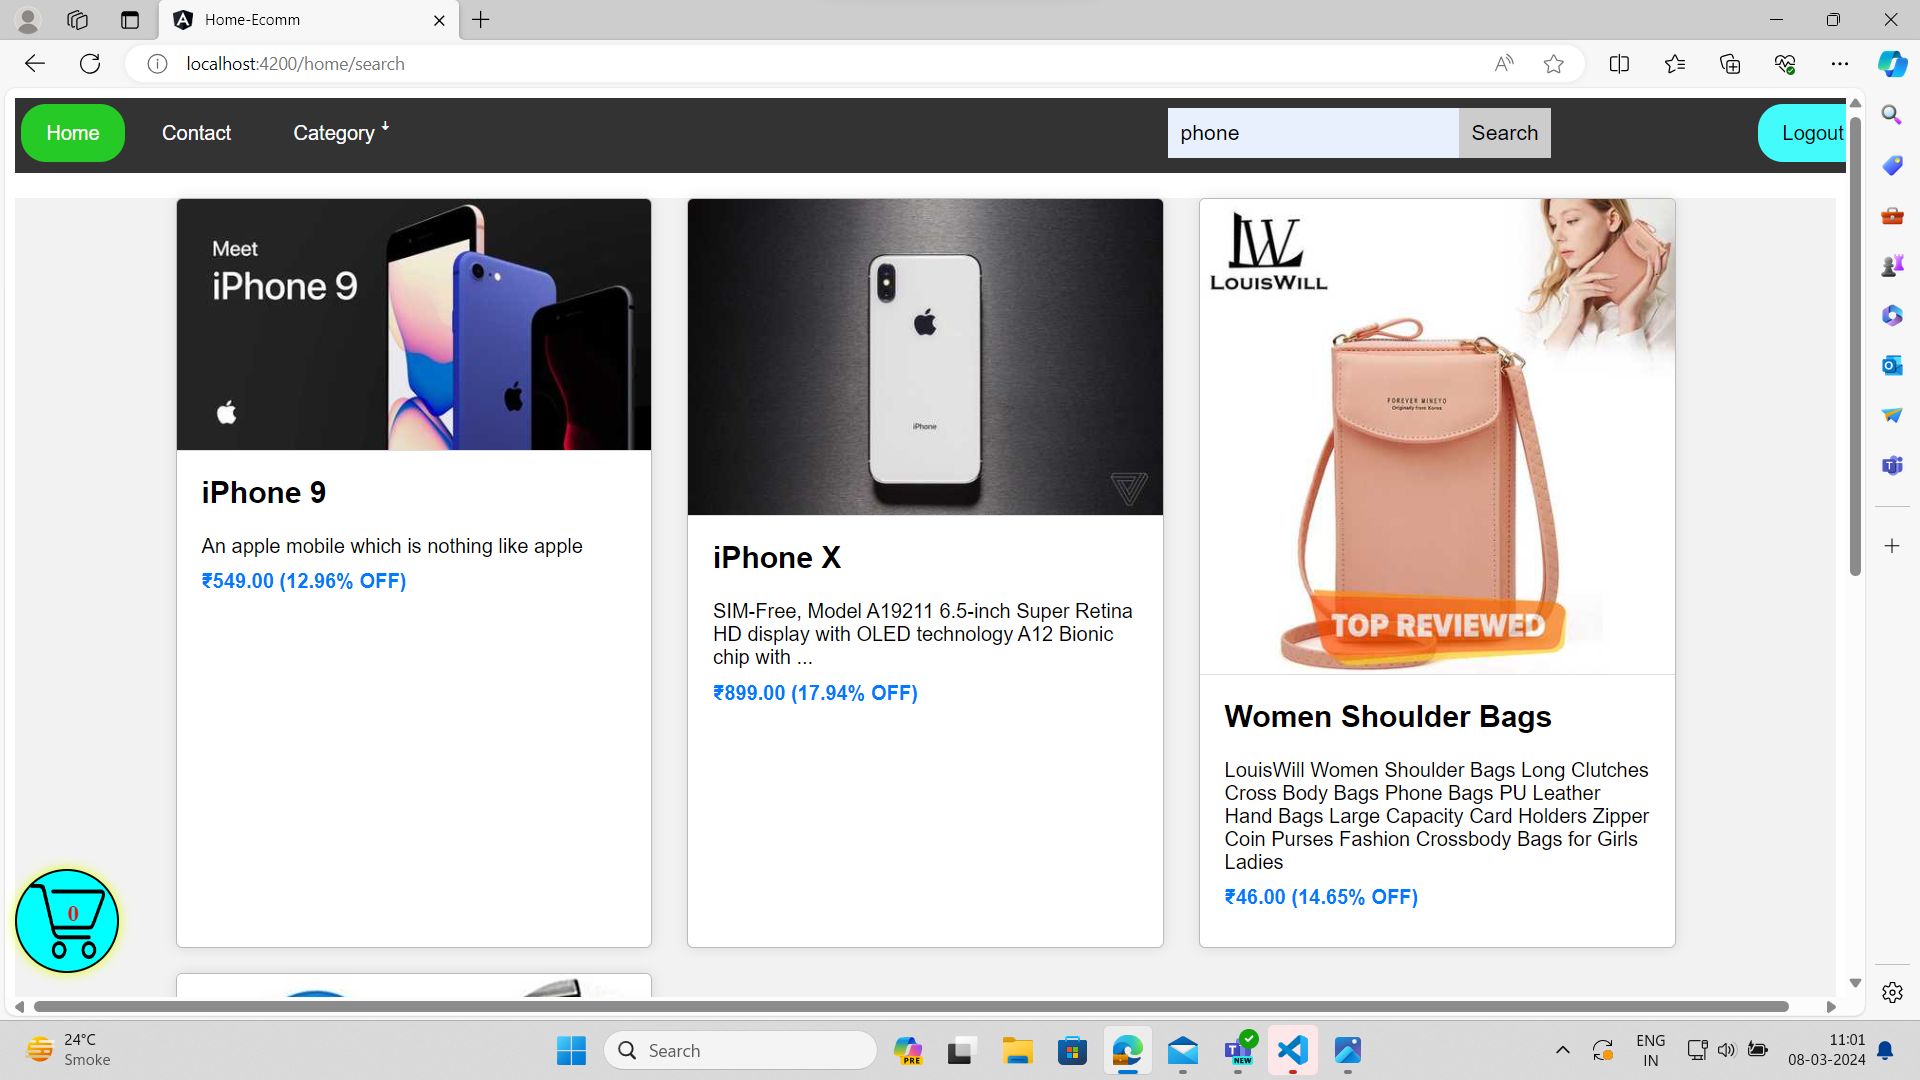 Home-Ecomm
localhost:4200/home/search
Home
Contact
Category
phone
Search
Logout
Meet
iPhone 9
iPhone 9
An apple mobile which is nothing like apple
₹549.00 (12.96% OFF)
iPhone
iPhone X
SIM-Free, Model A19211 6.5-inch Super Retina
HD display with OLED technology A12 Bionic
chip with ...
₹899.00 (17.94% OFF)
LW
LOUISWILL
FOREVER MINEYO
Originally from Korea
TOP REVIEWED
Women Shoulder Bags
LouisWill Women Shoulder Bags Long Clutches
Cross Body Bags Phone Bags PU Leather
Hand Bags Large Capacity Card Holders Zipper
Coin Purses Fashion Crossbody Bags for Girls
Ladies
₹46.00 (14.65% OFF)
0
24°C
Smoke
Search
PRE
NEW
ENG
IN
11:01
08-03-2024